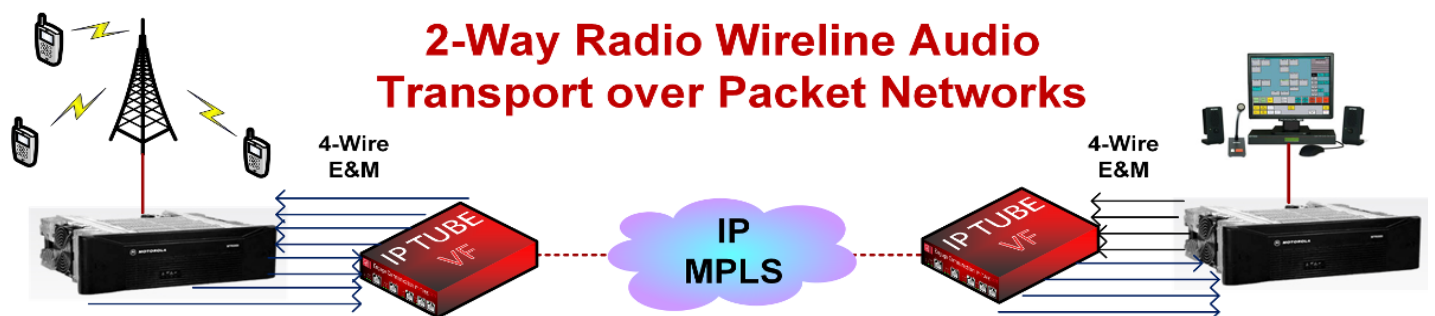 2-Way Radio Wireline Audio
Transport over Packet Networks
4-Wire
E&M
4-Wire
E&M
IP TUBE
VF
IP
MPLS
IP TUBE
VF
MOTOROLA
MOTOROLA